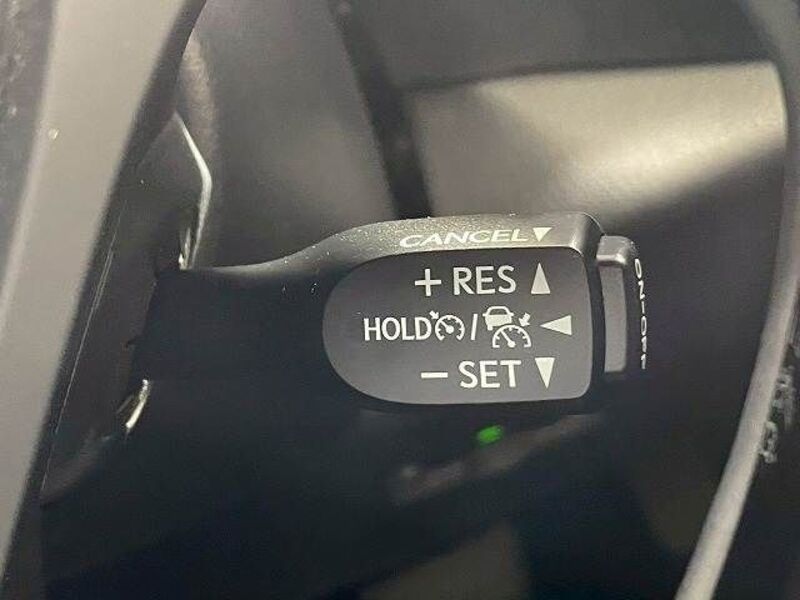 CANCEL▼
+ RES ▲
HOLD / ◀
− SET ▼
ON-OFF